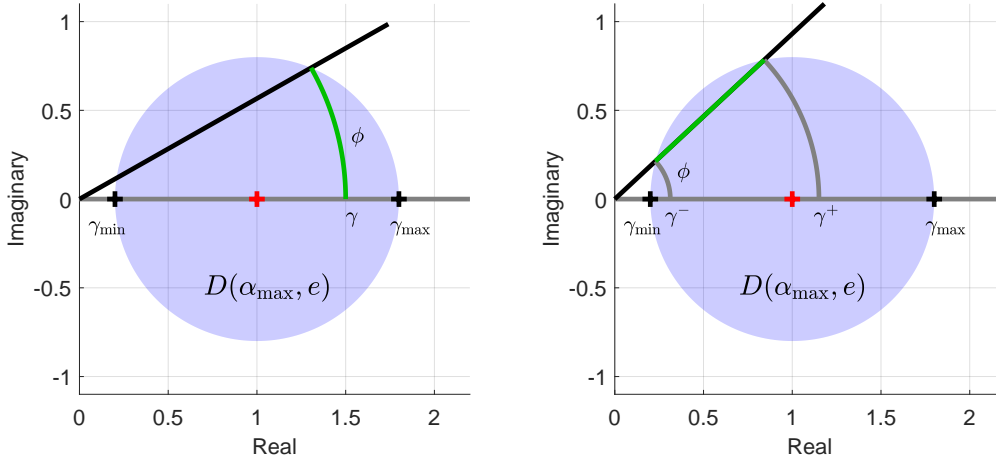 1
0.5
0
-0.5
-1
Imaginary
0
0.5
1
1.5
2
Real
ϕ
γ
γmin
γmax
D(αmax, e)
1
0.5
0
-0.5
-1
Imaginary
0
0.5
1
1.5
2
Real
ϕ
γmin
γ−
γ+
γmax
D(αmax, e)